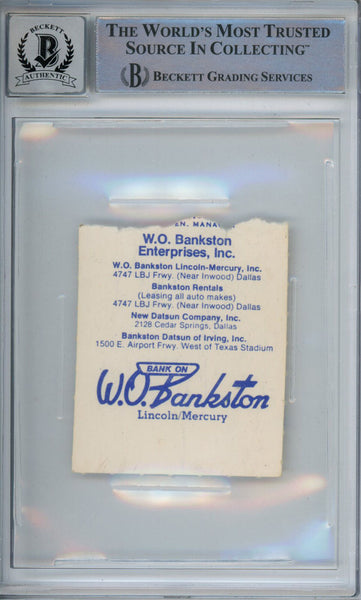 BECKETT
B
AUTHENTIC
THE WORLD'S MOST TRUSTED
SOURCE IN COLLECTING™
B BECKETT GRADING SERVICES
EN. MANA
W.O. Bankston
Enterprises, Inc.
W.O. Bankston Lincoln-Mercury, Inc.
4747 LBJ Frwy. (Near Inwood) Dallas
Bankston Rentals
(Leasing all auto makes)
4747 LBJ Frwy. (Near Inwood) Dallas
New Datsun Company, Inc.
2128 Cedar Springs, Dallas
Bankston Datsun of Irving, Inc.
1500 E. Airport Frwy. West of Texas Stadium
BANK ON
W.O. Bankston
Lincoln/Mercury